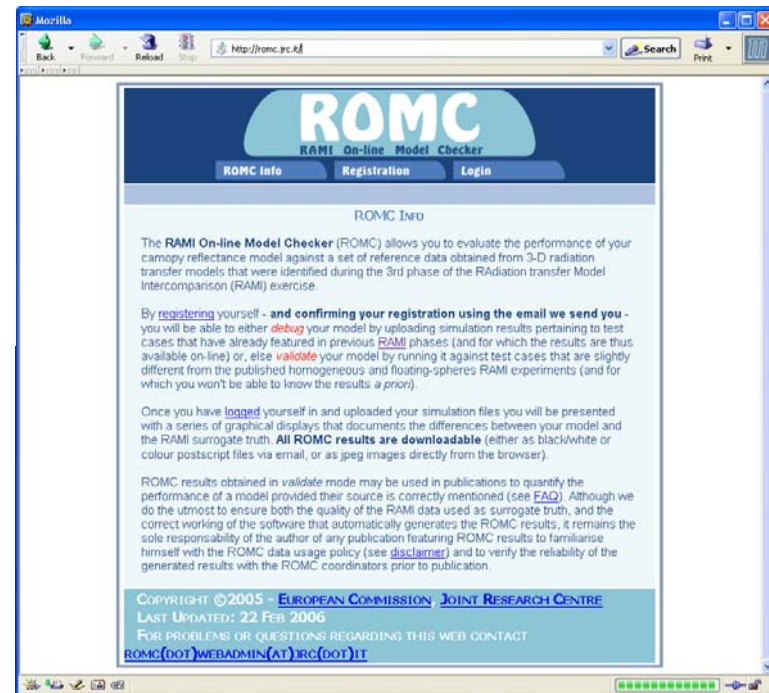 Mozilla
Back
Forward
Reload
Stop
http://romc.jrc.it/
Search
Print
ROMC
RAMI On-line Model Checker
ROMC Info Registration Login
ROMC Info
The RAMI On-line Model Checker (ROMC) allows you to evaluate the performance of your
camopy reflectance model against a set of reference data obtained from 3-D radiation
transfer models that were identified during the 3rd phase of the RAdiation transfer Model
Intercomparison (RAMI) exercise.
By registering yourself - and confirming your registration using the email we send you -
you will be able to either debug your model by uploading simulation results pertaining to test
cases that have already featured in previous RAMI phases (and for which the results are thus
available on-line) or, else validate your model by running it against test cases that are slightly
different from the published homogeneous and floating-spheres RAMI experiments (and for
which you won't be able to know the results a priori).
Once you have logged yourself in and uploaded your simulation files you will be presented
with a series of graphical displays that documents the differences between your model and
the RAMI surrogate truth. All ROMC results are downloadable (either as black/white or
colour postscript files via email, or as jpeg images directly from the browser).
ROMC results obtained in validate mode may be used in publications to quantify the
performance of a model provided their source is correctly mentioned (see FAQ). Although we
do the utmost to ensure both the quality of the RAMI data used as surrogate truth, and the
correct working of the software that automatically generates the ROMC results, it remains the
sole responsability of the author of any publication featuring ROMC results to familiarise
himself with the ROMC data usage policy (see disclaimer) and to verify the reliability of the
generated results with the ROMC coordinators prior to publication.
Copyright ©2005 - European Commission, Joint Research Centre
Last Updated: 22 Feb 2006
For problems or questions regarding this web contact
romc(dot)webadmin(at)jrc(dot)it